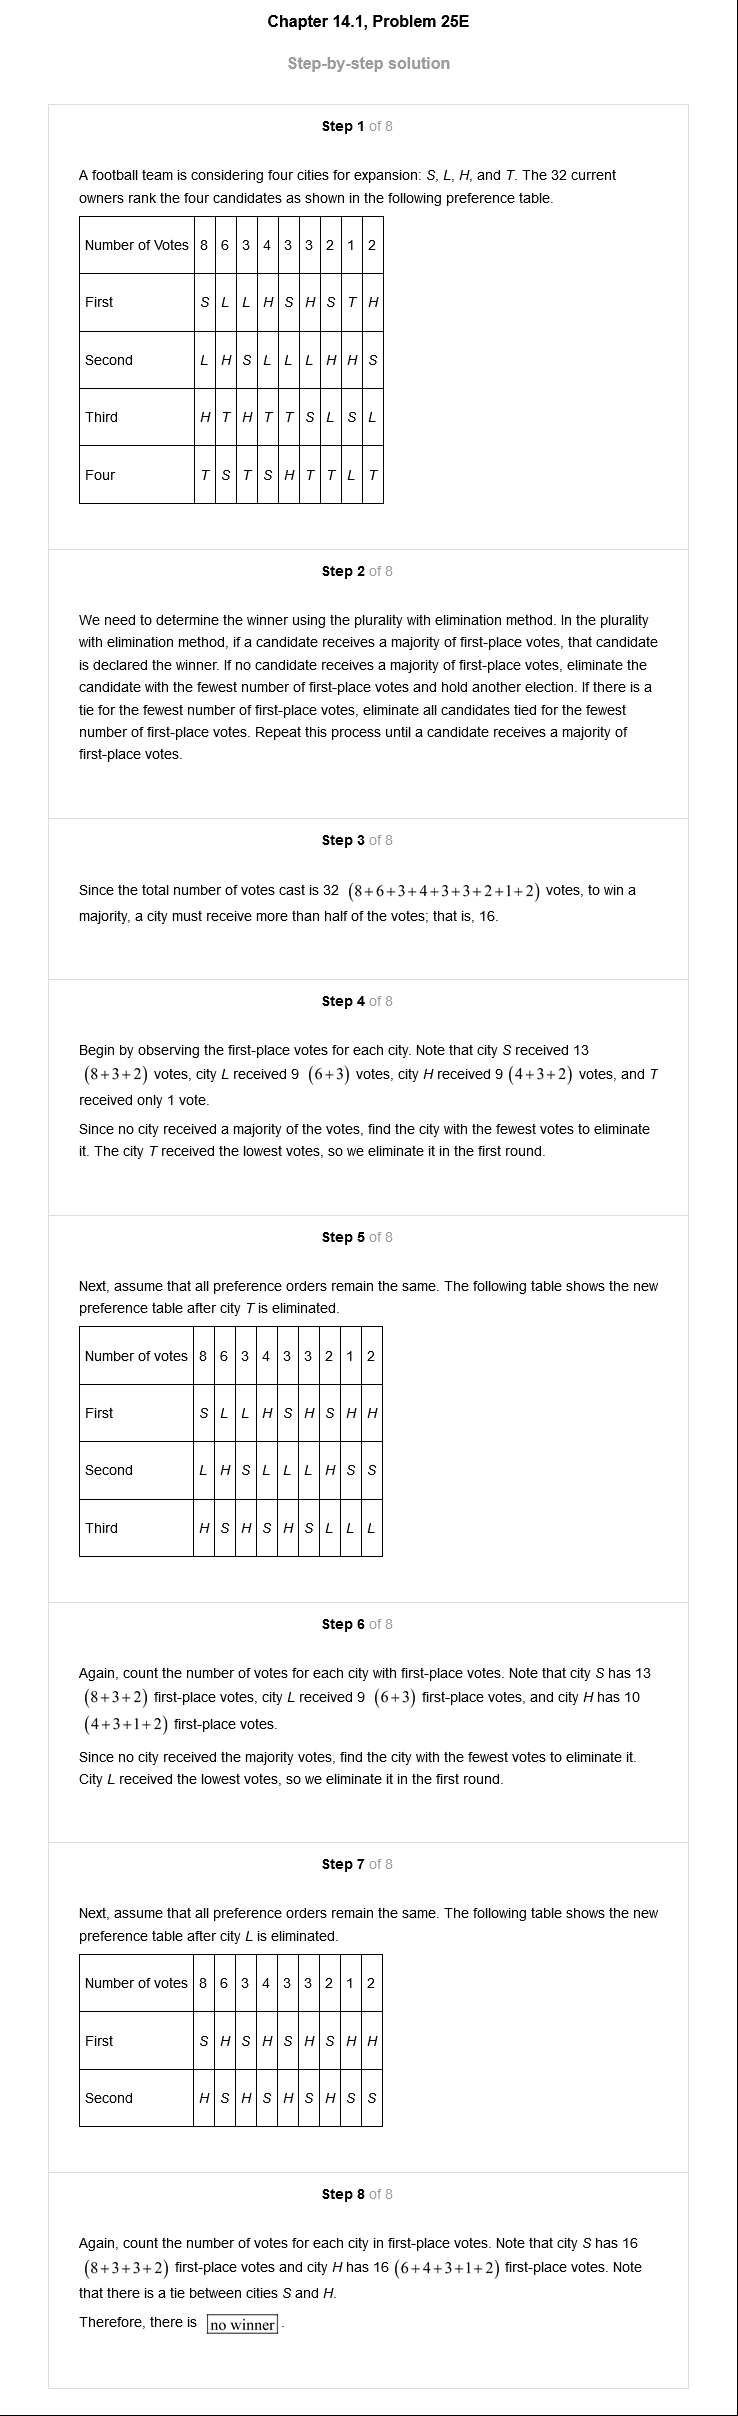 Chapter 14.1, Problem 25E
Step-by-step solution
Step 1 of 8
A football team is considering four cities for expansion: S, L, H, and T. The 32 current
owners rank the four candidates as shown in the following preference table.
Number of Votes 8 6 3 4 3 3 2 1 2
First S L L H S H S T H
Second L H S L L L H H S
Third H T H T T S L S L
Four T S T S H T T L T
Step 2 of 8
We need to determine the winner using the plurality with elimination method. In the plurality
with elimination method, if a candidate receives a majority of first-place votes, that candidate
is declared the winner. If no candidate receives a majority of first-place votes, eliminate the
candidate with the fewest number of first-place votes and hold another election. If there is a
tie for the fewest number of first-place votes, eliminate all candidates tied for the fewest
number of first-place votes. Repeat this process until a candidate receives a majority of
first-place votes.
Step 3 of 8
Since the total number of votes cast is 32 (8+6+3+4+3+3+2+1+2) votes, to win a
majority, a city must receive more than half of the votes; that is, 16.
Step 4 of 8
Begin by observing the first-place votes for each city. Note that city S received 13
(8+3+2) votes, city L received 9 (6+3) votes, city H received 9 (4+3+2) votes, and T
received only 1 vote.
Since no city received a majority of the votes, find the city with the fewest votes to eliminate
it. The city T received the lowest votes, so we eliminate it in the first round.
Step 5 of 8
Next, assume that all preference orders remain the same. The following table shows the new
preference table after city T is eliminated.
Number of votes 8 6 3 4 3 3 2 1 2
First S L L H S H S H H
Second L H S L L L H S S
Third H S H S H S L L L
Step 6 of 8
Again, count the number of votes for each city with first-place votes. Note that city S has 13
(8+3+2) first-place votes, city L received 9 (6+3) first-place votes, and city H has 10
(4+3+1+2) first-place votes.
Since no city received the majority votes, find the city with the fewest votes to eliminate it.
City L received the lowest votes, so we eliminate it in the first round.
Step 7 of 8
Next, assume that all preference orders remain the same. The following table shows the new
preference table after city L is eliminated.
Number of votes 8 6 3 4 3 3 2 1 2
First S H S H S H S H H
Second H S H S H S H S S
Step 8 of 8
Again, count the number of votes for each city in first-place votes. Note that city S has 16
(8+3+3+2) first-place votes and city H has 16 (6+4+3+1+2) first-place votes. Note
that there is a tie between cities S and H.
Therefore, there is no winner.